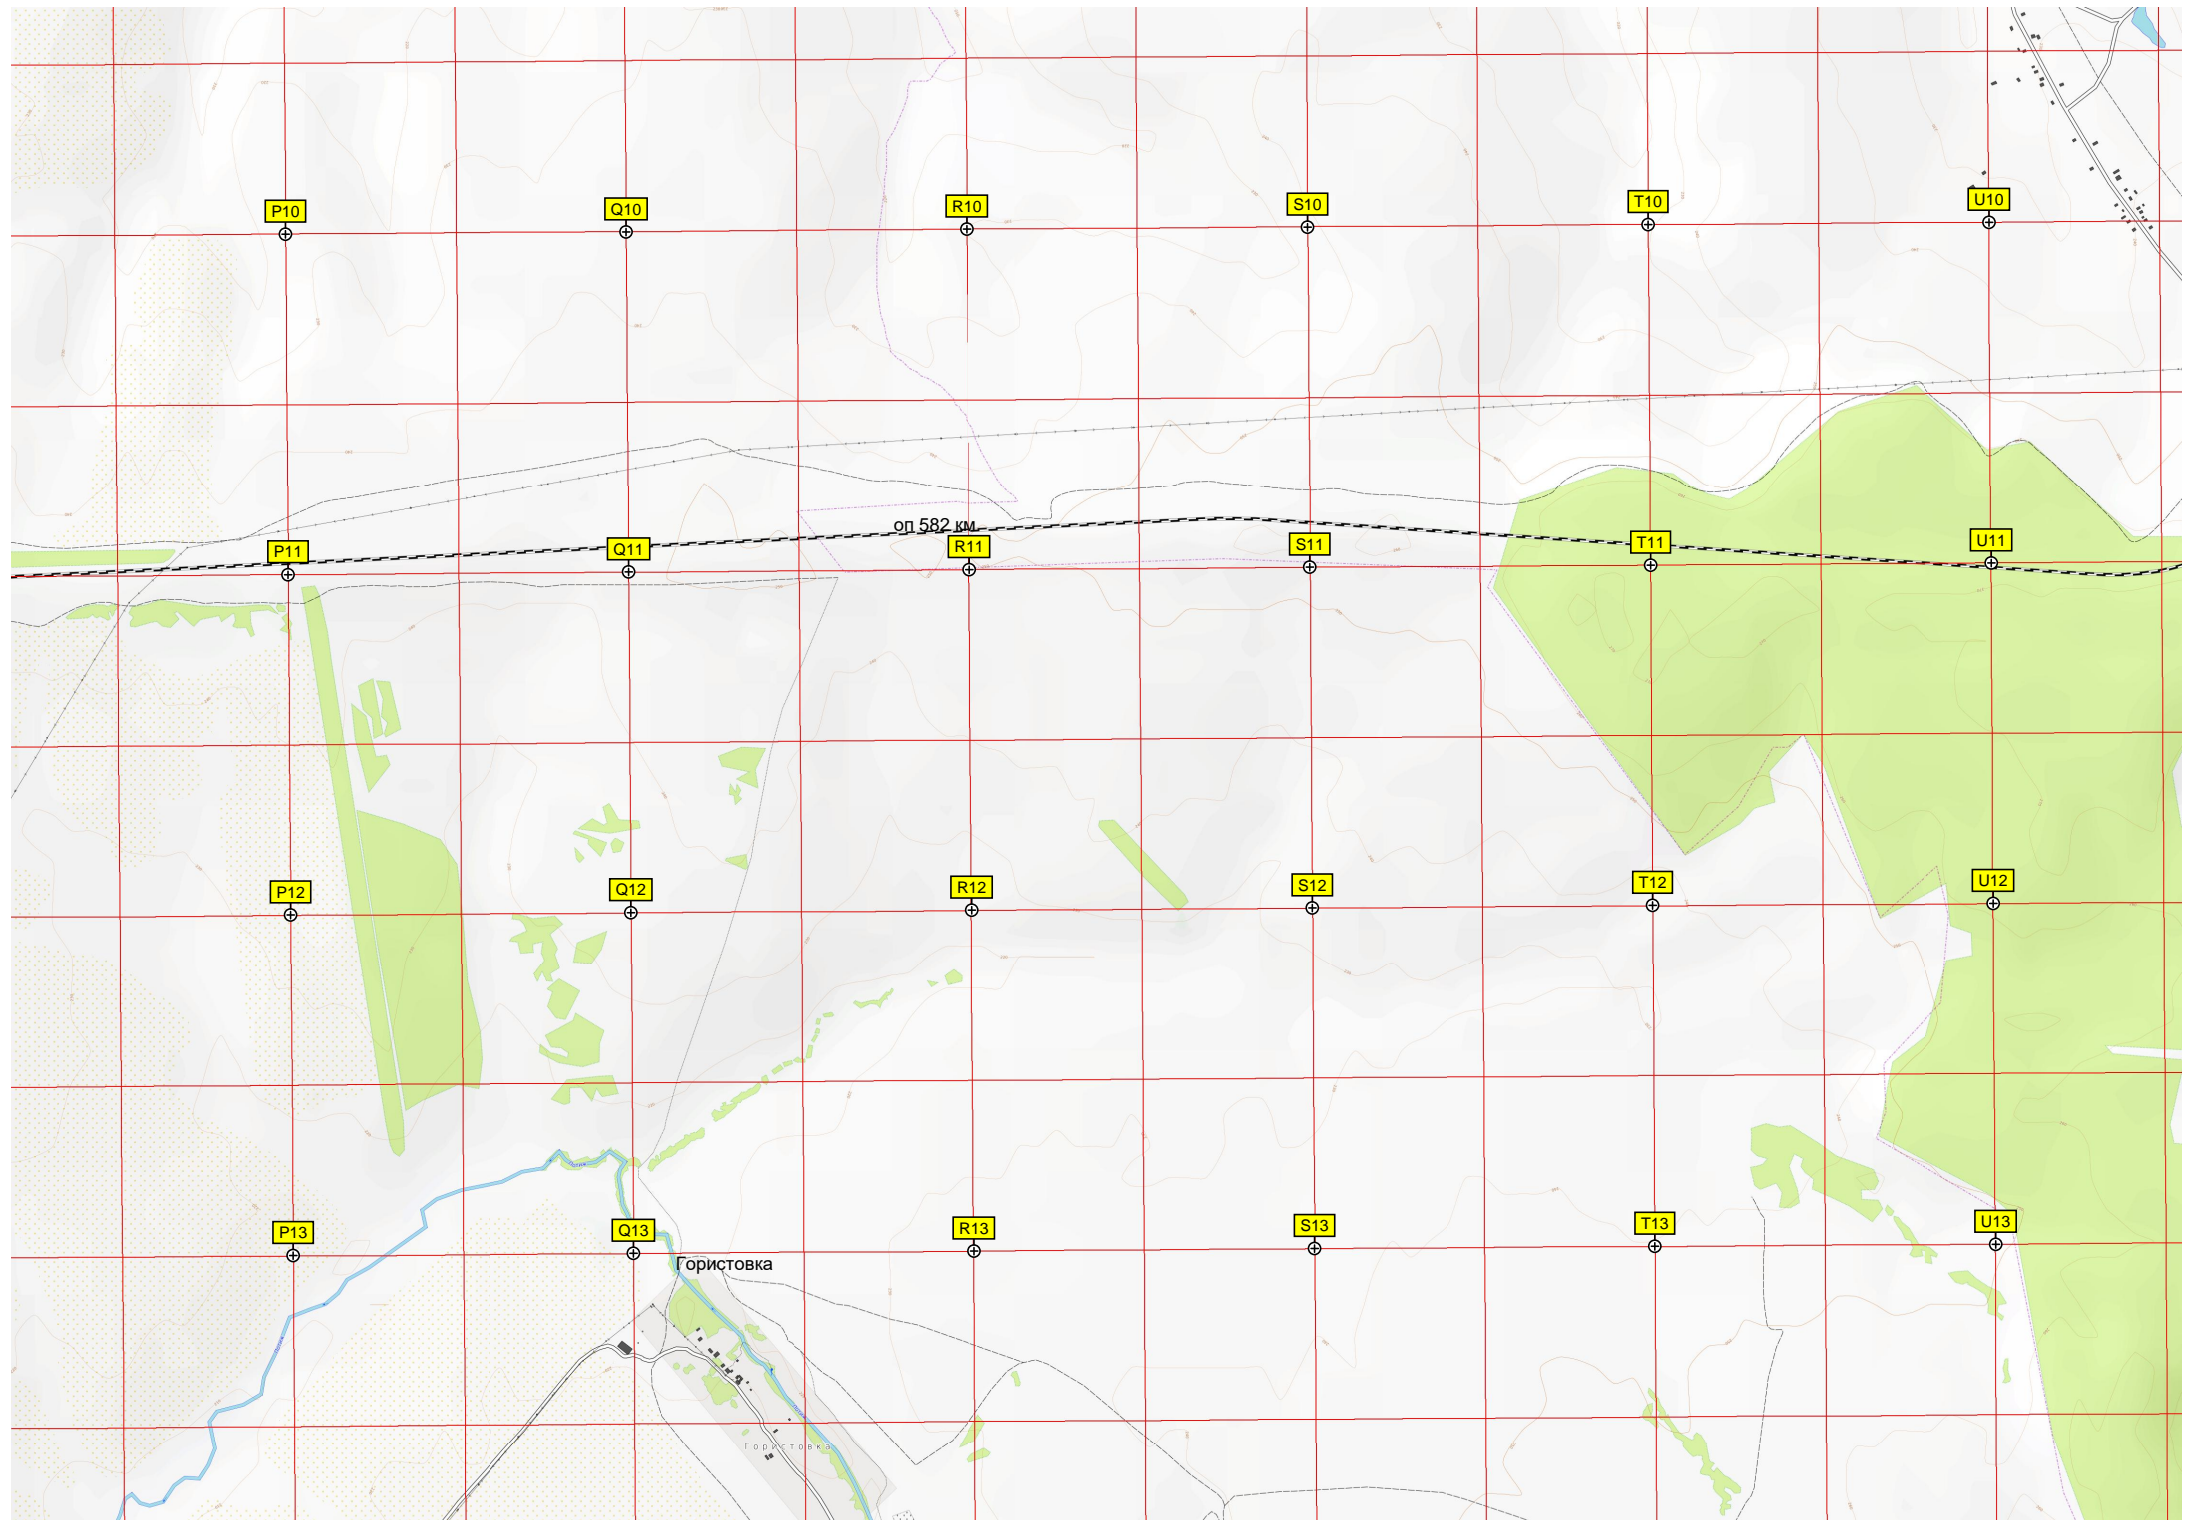 P10 Q10 R10 S10 T10 U10
оп 582 км
P11 Q11 R11 S11 T11 U11
P12 Q12 R12 S12 T12 U12
P13 Q13 R13 S13 T13 U13
Гористовка
Гористовка